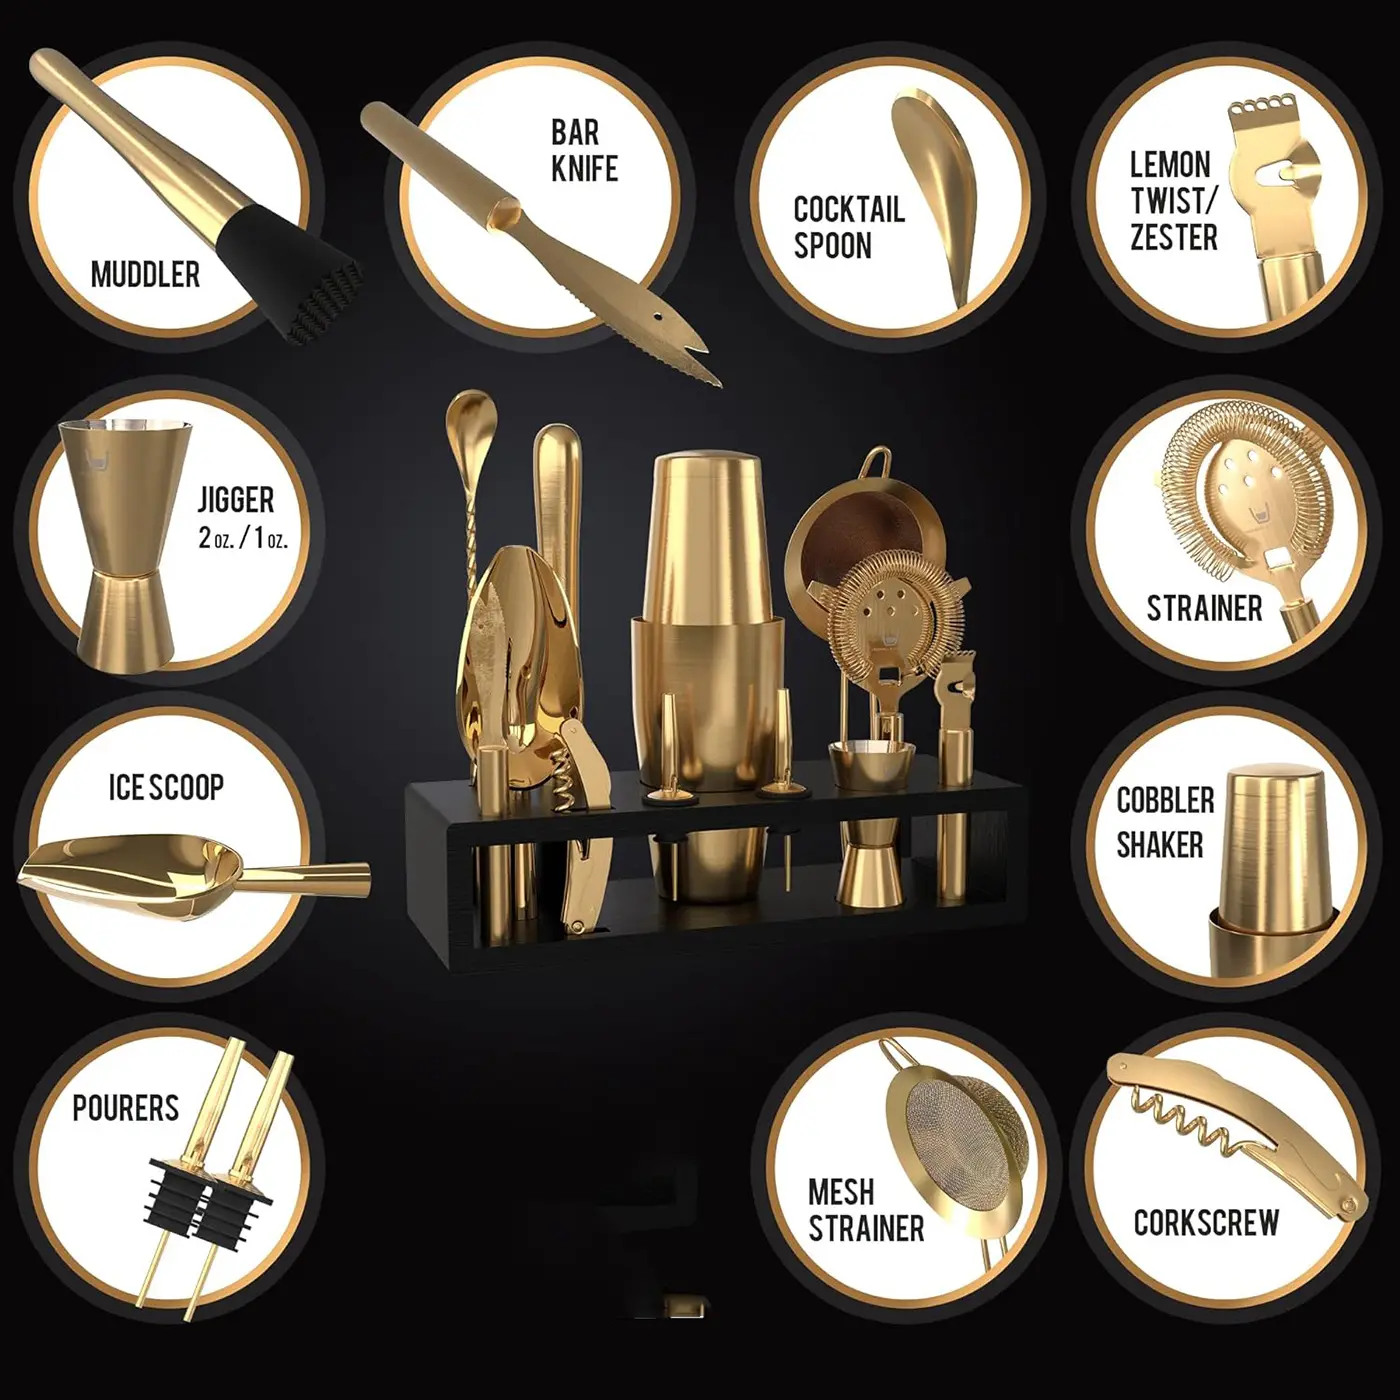 MUDDLER
BAR
KNIFE
COCKTAIL
SPOON
LEMON
TWIST/
ZESTER
JIGGER
2 oz. / 1 oz.
STRAINER
ICE SCOOP
COBBLER
SHAKER
POURERS
MESH
STRAINER
CORKSCREW